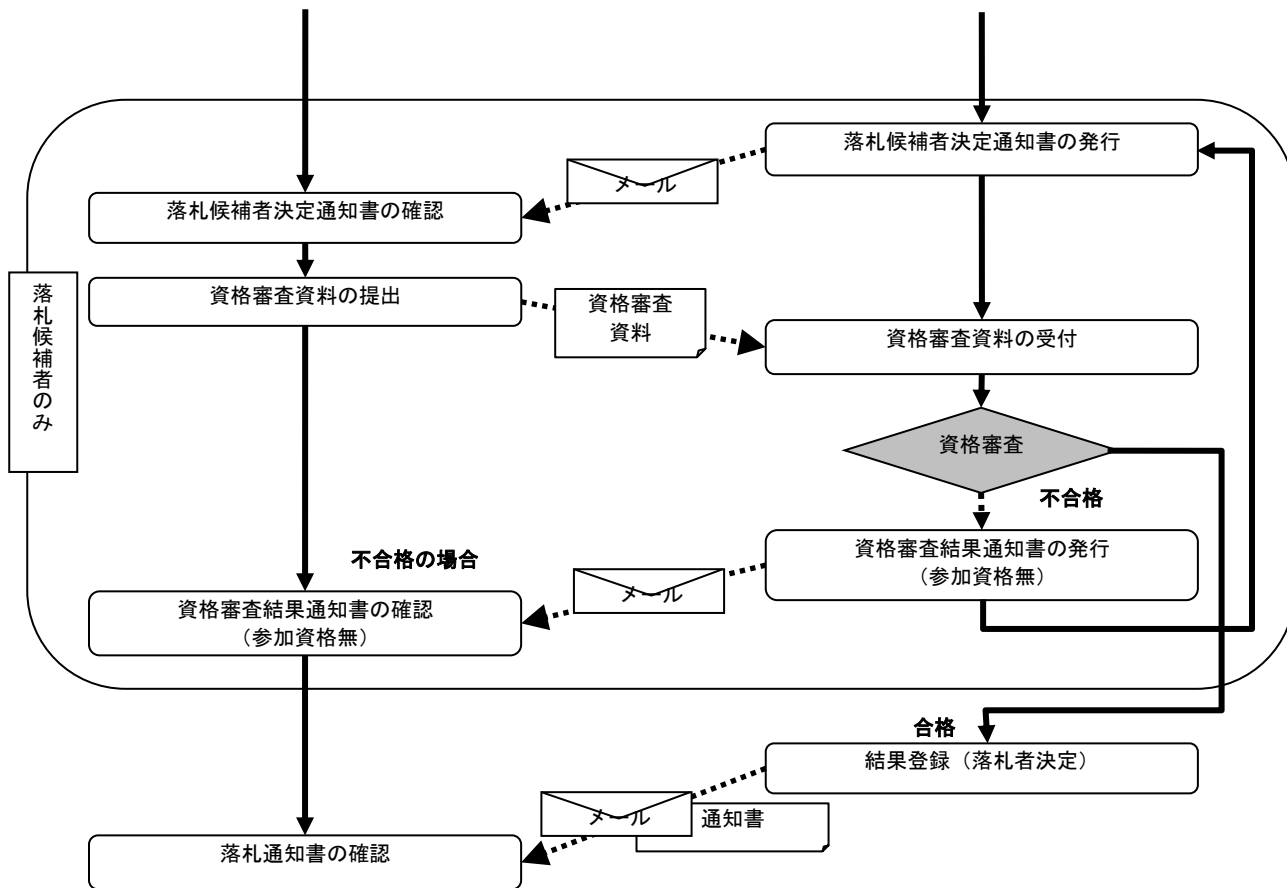 落札候補者決定通知書の発行
メール
落札候補者決定通知書の確認
落札候補者のみ
資格審査資料の提出
資格審査
資料
資格審査資料の受付
資格審査
不合格
資格審査結果通知書の発行
（参加資格無）
不合格の場合
メール
資格審査結果通知書の確認
（参加資格無）
合格
結果登録（落札者決定）
メール
通知書
落札通知書の確認